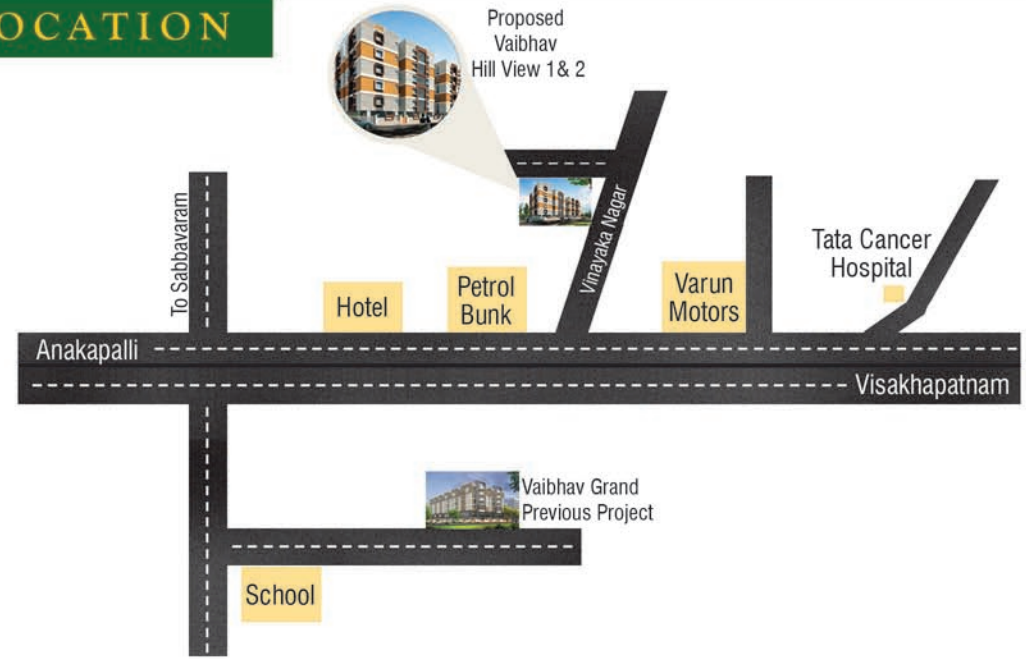 OCATION
Proposed
Vaibhav
Hill View 1& 2
To Sabbavaram
Vinayaka Nagar
Hotel
Petrol
Bunk
Varun
Motors
Tata Cancer
Hospital
Anakapalli
Visakhapatnam
Vaibhav Grand
Previous Project
School